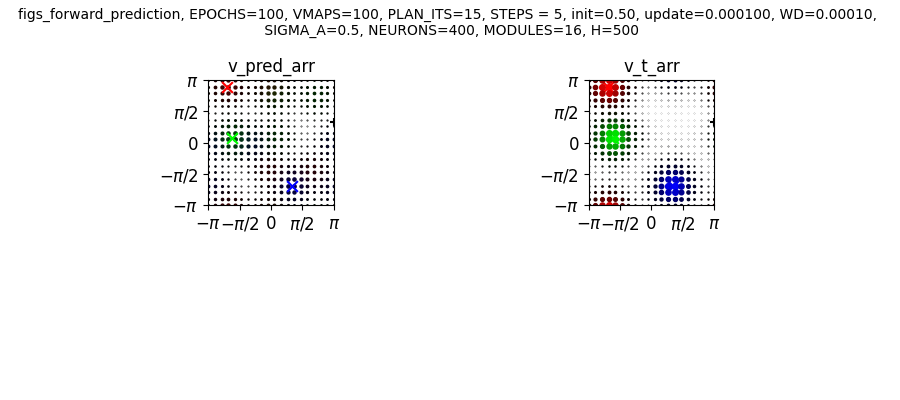 figs_forward_prediction, EPOCHS=100, VMAPS=100, PLAN_ITS=15, STEPS = 5, init=0.50, update=0.000100, WD=0.00010,
SIGMA_A=0.5, NEURONS=400, MODULES=16, H=500
v_pred_arr
π
π/2
0
−π/2
−π
−π −π/2 0 π/2 π
v_t_arr
π
π/2
0
−π/2
−π
−π −π/2 0 π/2 π